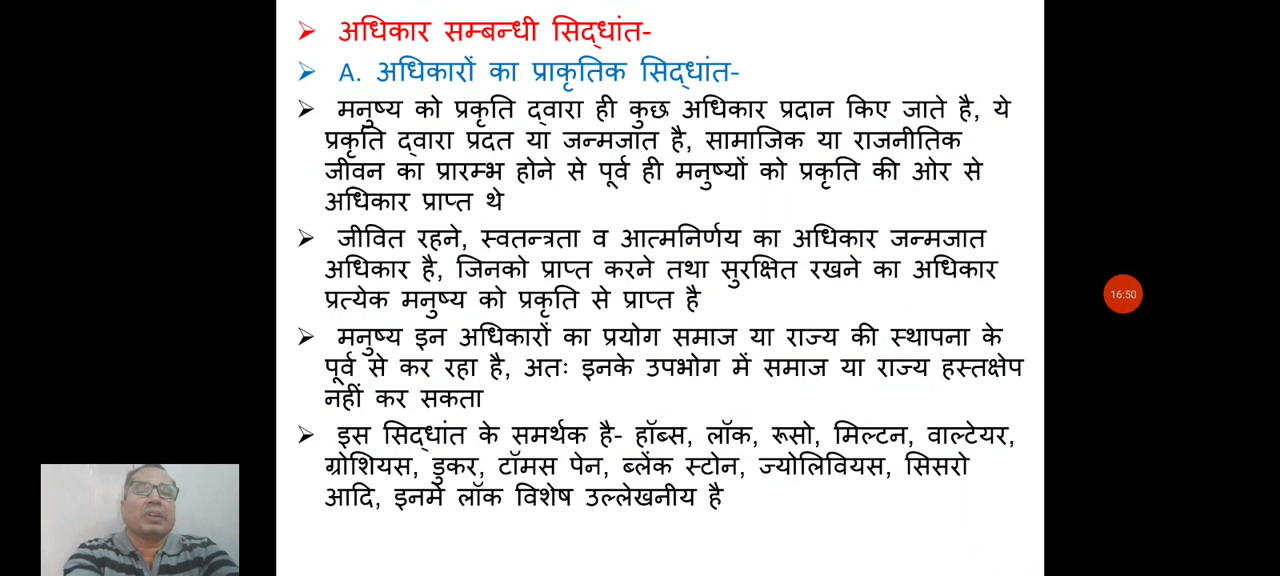 ➢ अधिकार सम्बन्धी सिद्धांत-
➢ A. अधिकारों का प्राकृतिक सिद्धांत-
➢ मनुष्य को प्रकृति द्वारा ही कुछ अधिकार प्रदान किए जाते है, ये
प्रकृति द्वारा प्रदत या जन्मजात है, सामाजिक या राजनीतिक
जीवन का प्रारम्भ होने से पूर्व ही मनुष्यों को प्रकृति की ओर से
अधिकार प्राप्त थे
➢ जीवित रहने, स्वतन्त्रता व आत्मनिर्णय का अधिकार जन्मजात
अधिकार है, जिनको प्राप्त करने तथा सुरक्षित रखने का अधिकार
प्रत्येक मनुष्य को प्रकृति से प्राप्त है
➢ मनुष्य इन अधिकारों का प्रयोग समाज या राज्य की स्थापना के
पूर्व से कर रहा है, अतः इनके उपभोग में समाज या राज्य हस्तक्षेप
नहीं कर सकता
➢ इस सिद्धांत के समर्थक है- हॉब्स, लॉक, रूसो, मिल्टन, वाल्टेयर,
ग्रोशियस, डुकर, टॉमस पेन, ब्लेंक स्टोन, ज्योलिवियस, सिसरो
आदि, इनमें लॉक विशेष उल्लेखनीय है
16:50